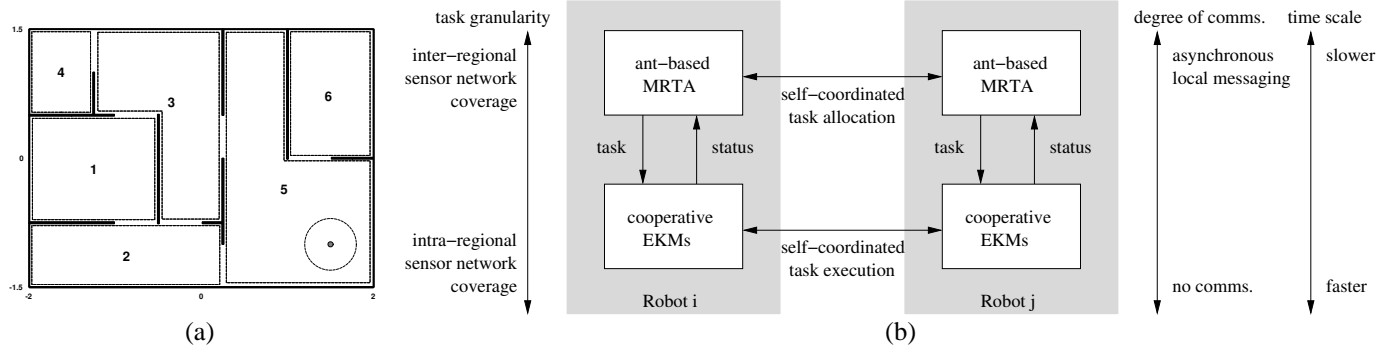 1.5
4
3
6
0
1
5
2
-1.5
-2
0
2
(a)
task granularity
inter-regional
sensor network
coverage
intra-regional
sensor network
coverage
ant-based
MRTA
task
status
cooperative
EKMs
Robot i
self-coordinated
task allocation
self-coordinated
task execution
ant-based
MRTA
task
status
cooperative
EKMs
Robot j
degree of comms.
asynchronous
local messaging
no comms.
time scale
slower
faster
(b)